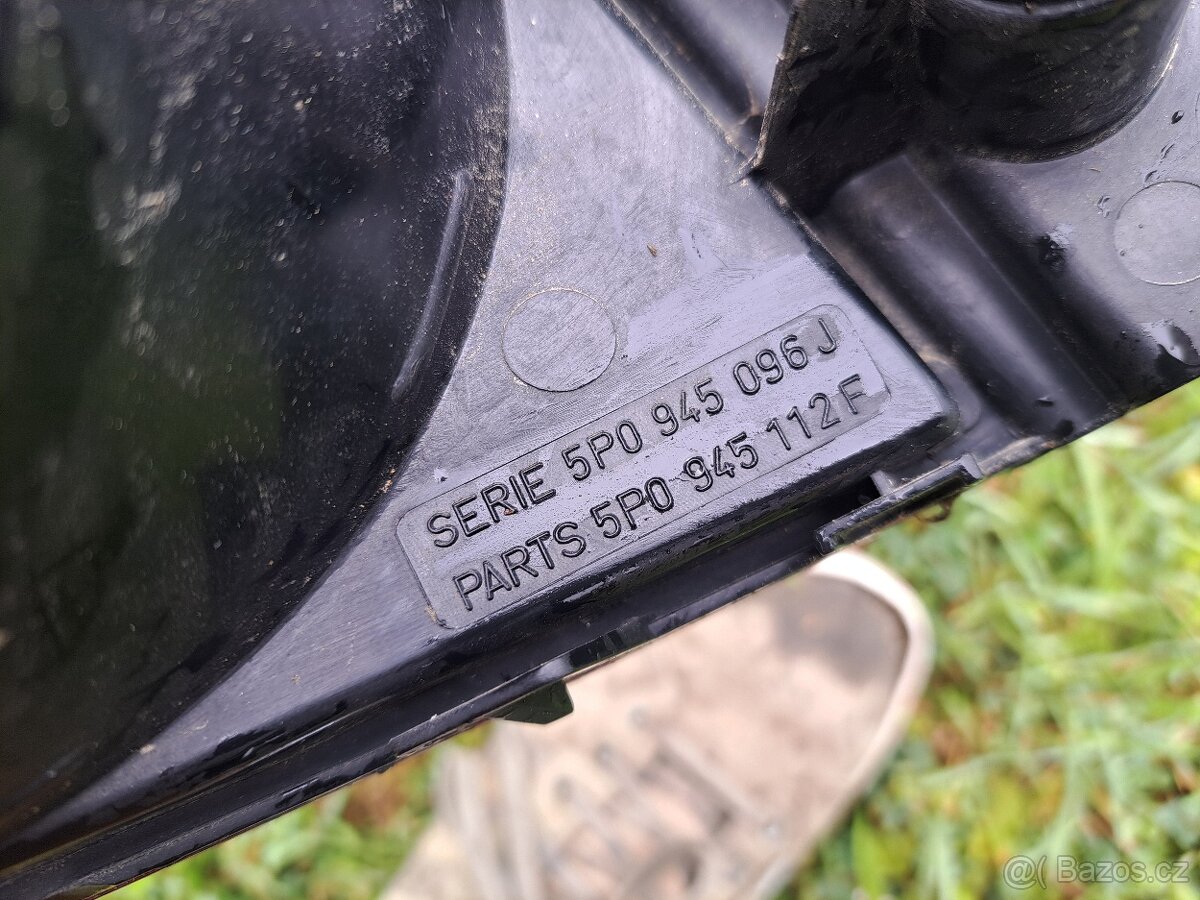 SERIE 5P0 945 096 J
PARTS 5P0 945 112 F
Bazos.cz